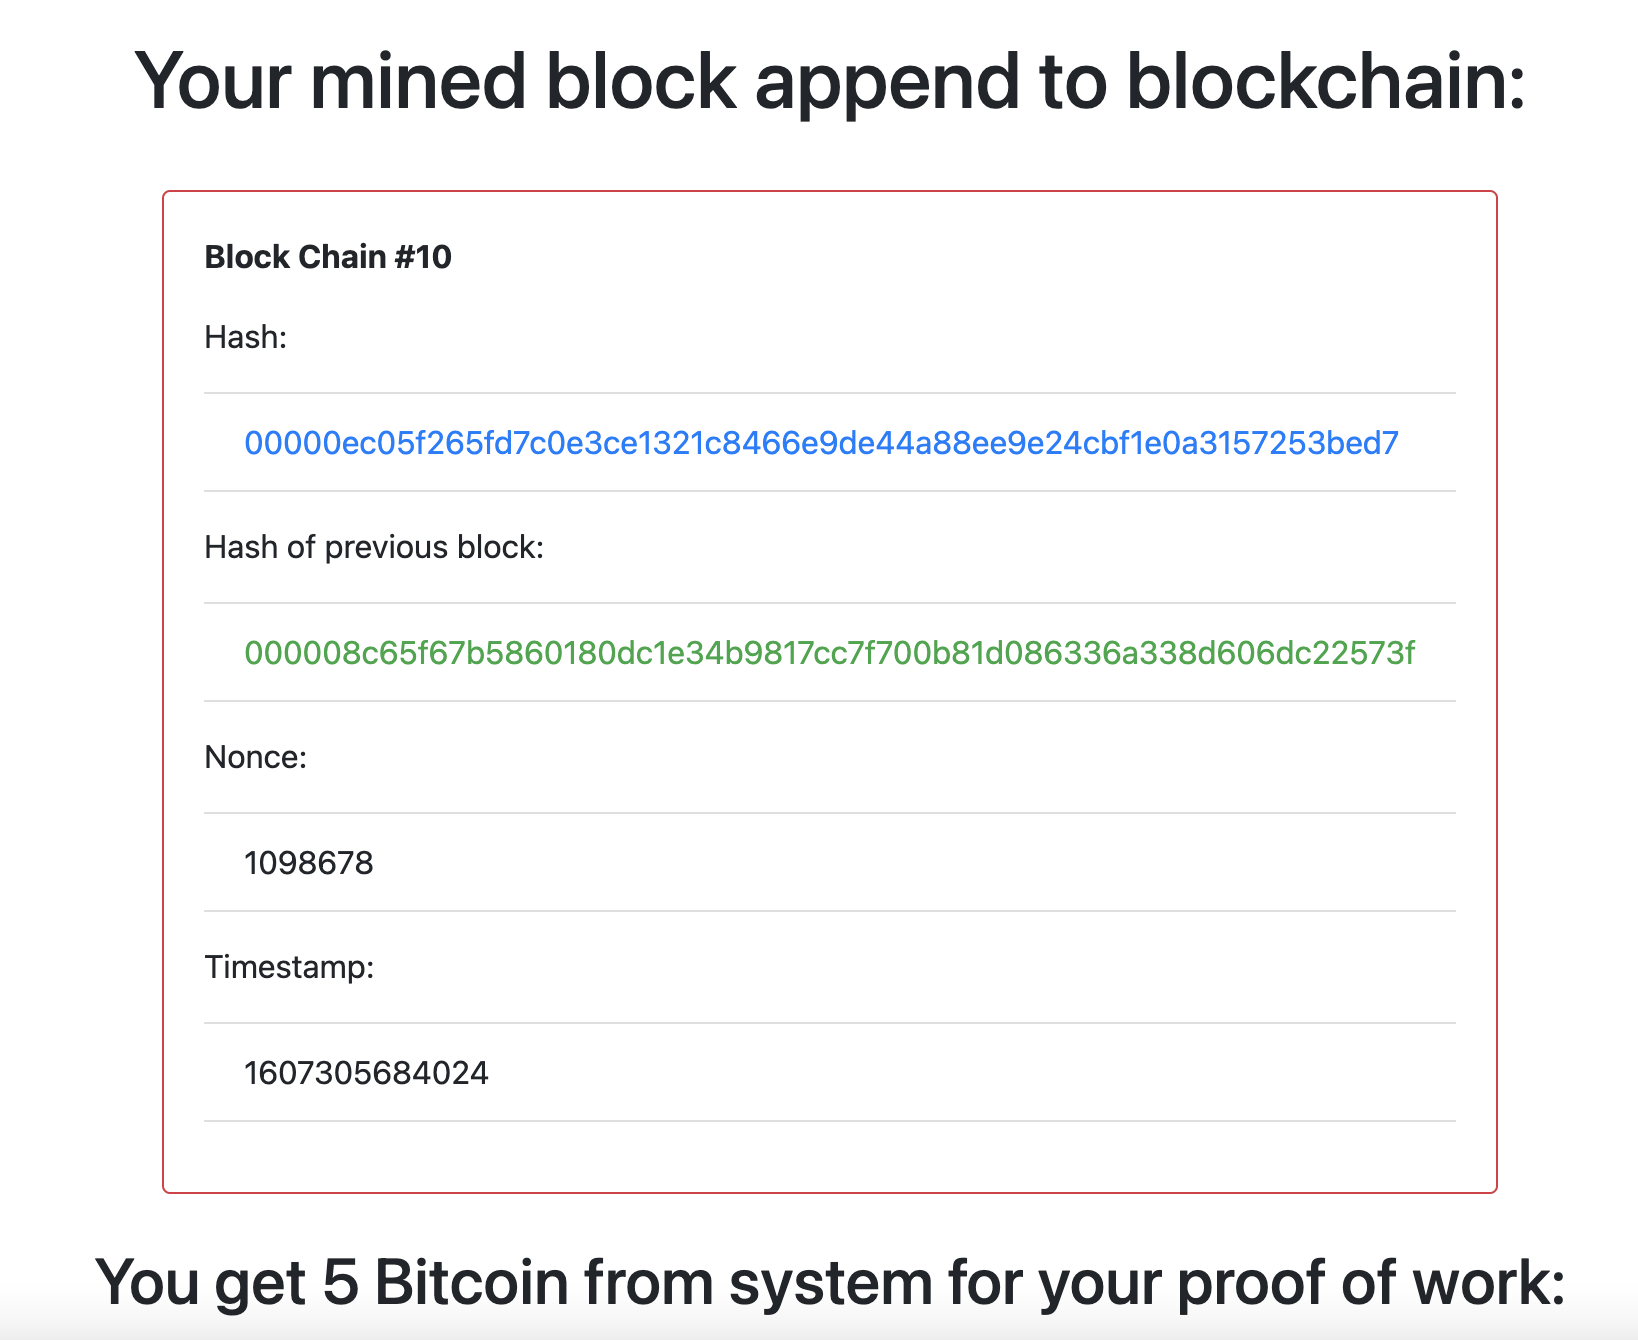 Your mined block append to blockchain:
Block Chain #10
Hash:
00000ec05f265fd7c0e3ce1321c8466e9de44a88ee9e24cbf1e0a3157253bed7
Hash of previous block:
000008c65f67b5860180dc1e34b9817cc7f700b81d086336a338d606dc22573f
Nonce:
1098678
Timestamp:
1607305684024
You get 5 Bitcoin from system for your proof of work: